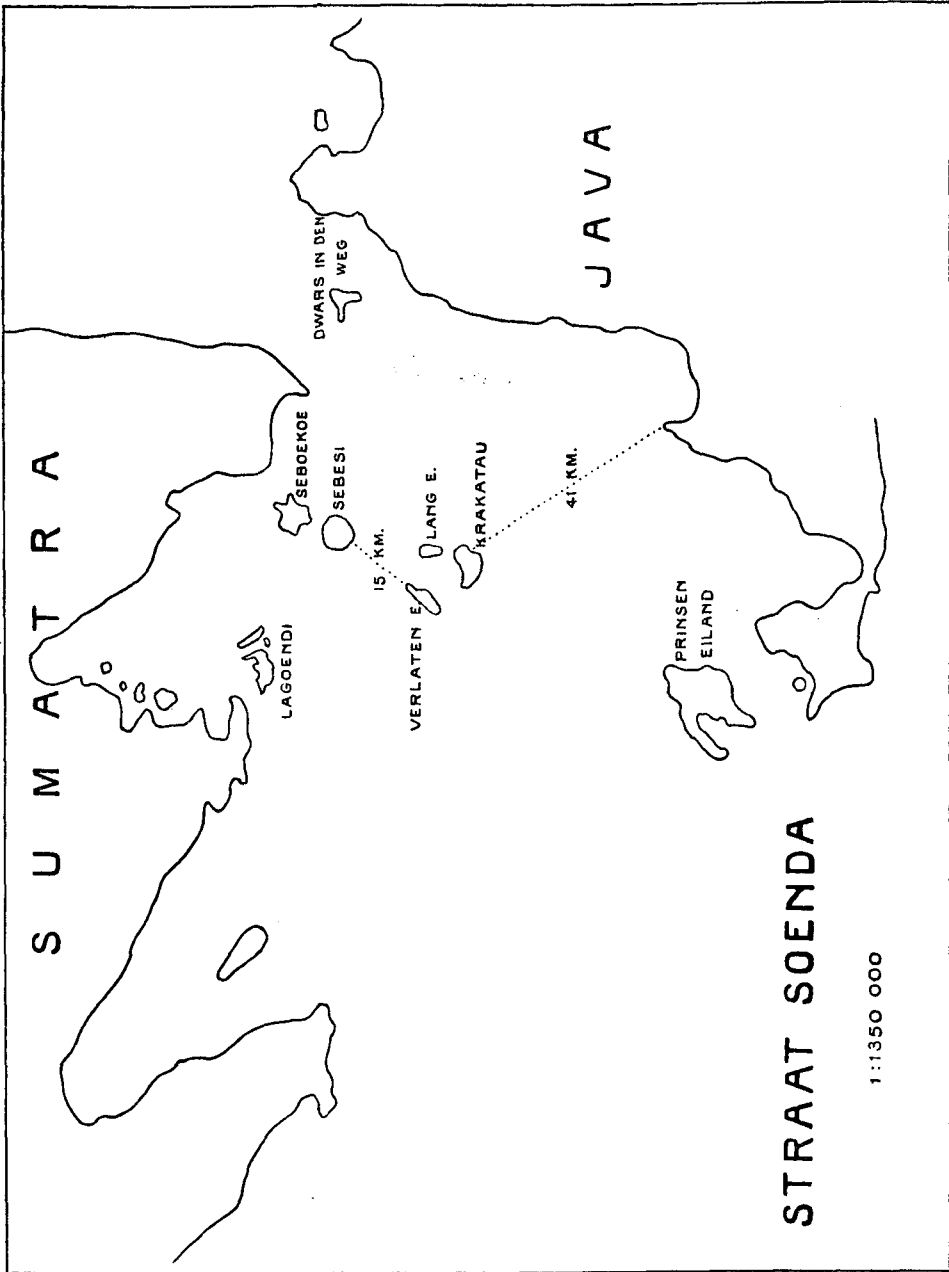 SUMATRA
DWARS IN DEN
WEG
SEBOEKOE
SEBESI
15 KM.
LAGOENDI
VERLATEN E.
LANG E.
KRAKATAU
41 KM.
JAVA
PRINSEN
EILAND
STRAAT SOENDA
1:1350 000